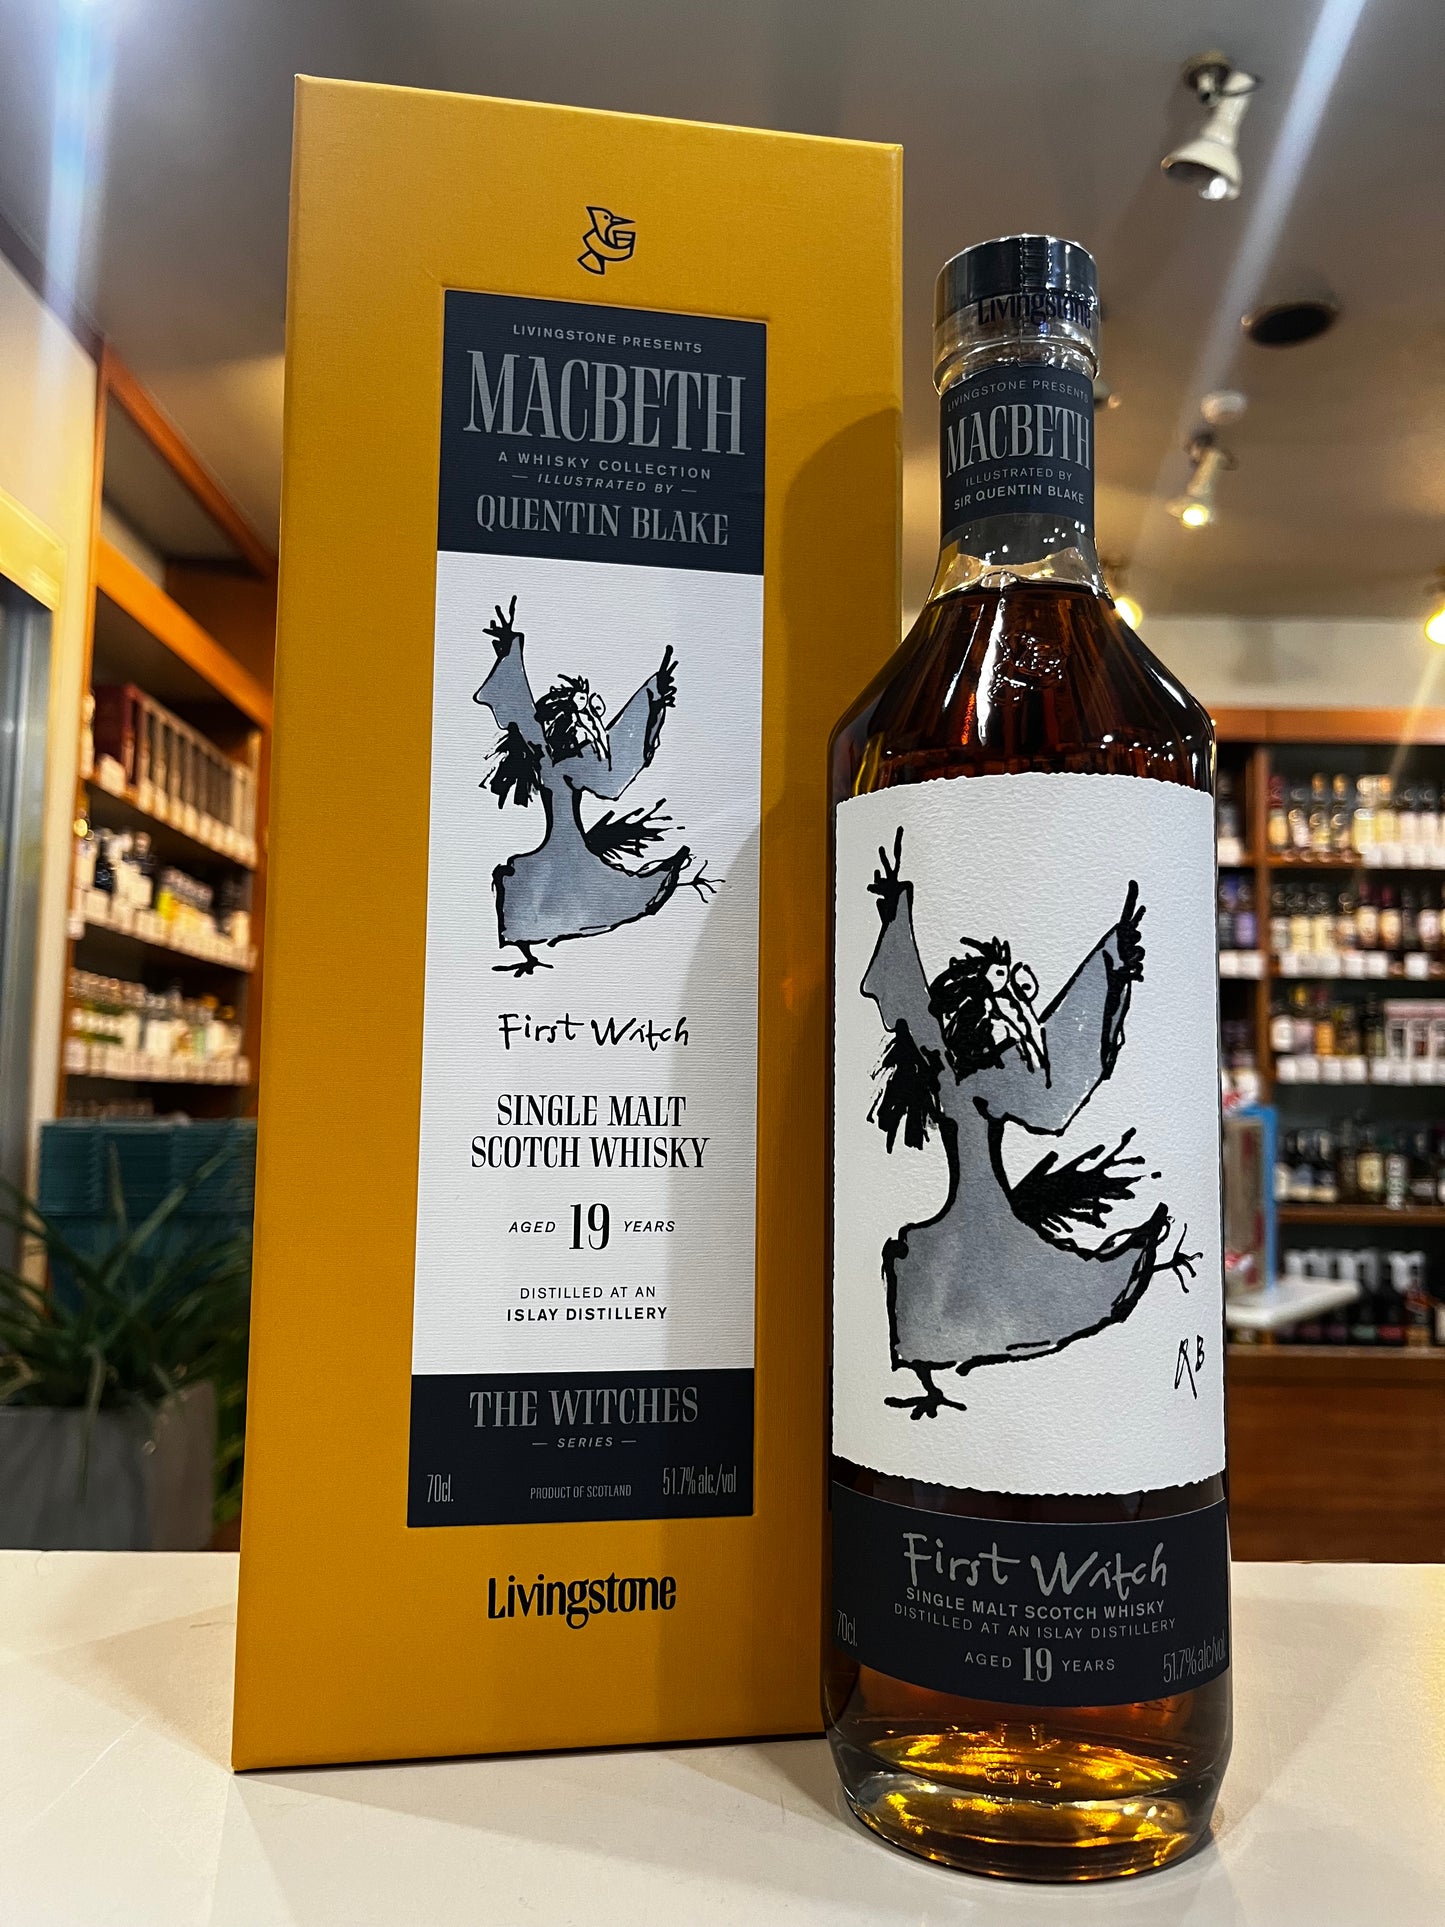 LIVINGSTONE PRESENTS
MACBETH
A WHISKY COLLECTION
— ILLUSTRATED BY —
QUENTIN BLAKE
First Witch
SINGLE MALT
SCOTCH WHISKY
AGED 19 YEARS
DISTILLED AT AN
ISLAY DISTILLERY
THE WITCHES
— SERIES —
70cl. PRODUCT OF SCOTLAND 51.7% alc./vol
Livingstone
Livingstone
LIVINGSTONE PRESENTS
MACBETH
ILLUSTRATED BY
SIR QUENTIN BLAKE
First Witch
SINGLE MALT SCOTCH WHISKY
DISTILLED AT AN ISLAY DISTILLERY
70cl. AGED 19 YEARS 51.7% alc/vol.